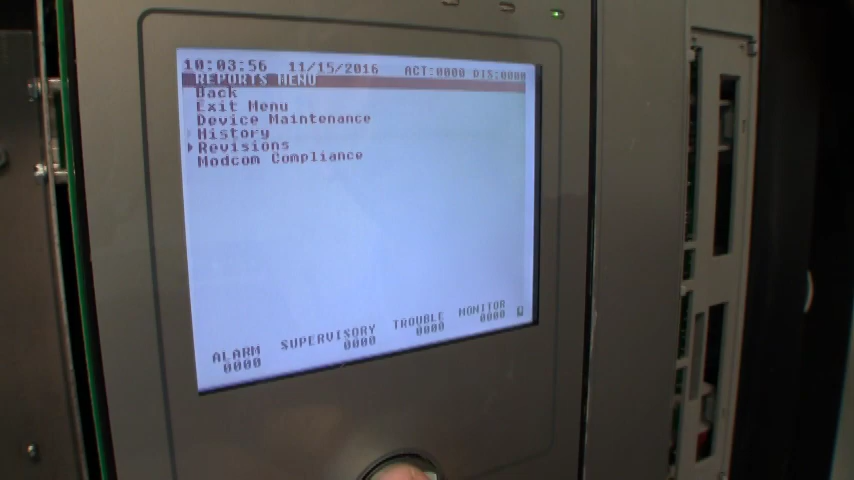 10:03:56 11/15/2016 ACT:0000 DIS:0000
REPORTS MENU
Back
Exit Menu
Device Maintenance
History
Revisions
Modcom Compliance
ALARM SUPERVISORY TROUBLE MONITOR
0000 0000 0000 0000